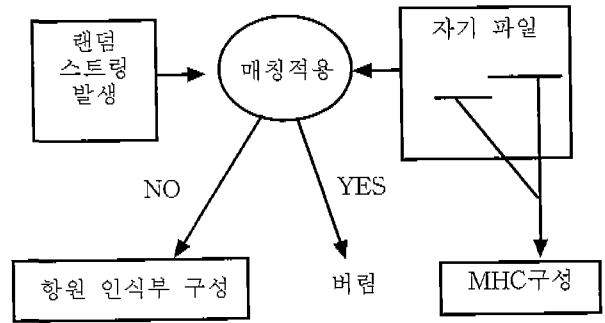 랜덤
스트링
발생
매칭적용
자기 파일
NO
YES
항원 인식부 구성
버림
MHC구성